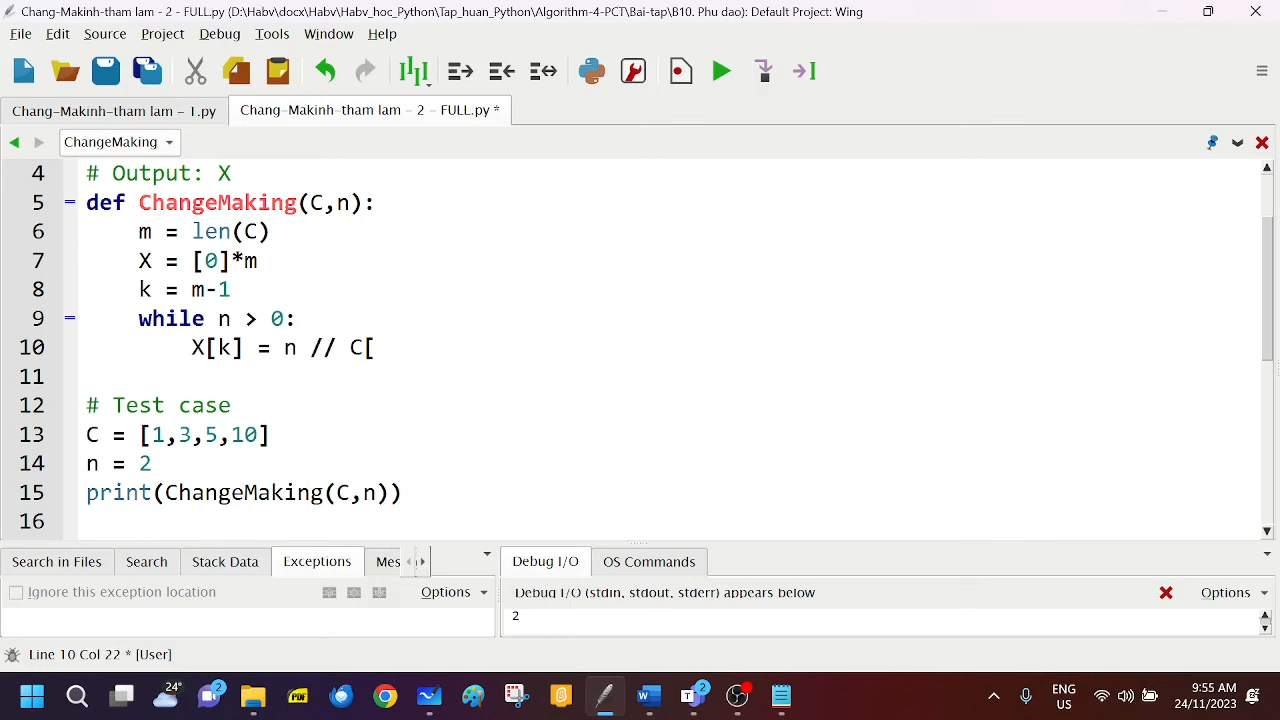 Chang-Makinh-tham lam - 2 - FULL.py (D:\Habv\docx\Habv\Habv_hoc_Python\Tap_huan_Python\Algorithm-4-PCT\Bai-tap\B10. Phu dao): Default Project: Wing
File Edit Source Project Debug Tools Window Help
Chang-Makinh-tham lam - 1.py Chang-Makinh-tham lam - 2 - FULL.py *
ChangeMaking
4 # Output: X
5 def ChangeMaking(C,n):
6 m = len(C)
7 X = [0]*m
8 k = m-1
9 while n > 0:
10 X[k] = n // C[
11
12 # Test case
13 C = [1,3,5,10]
14 n = 2
15 print(ChangeMaking(C,n))
16
Search in Files Search Stack Data Exceptions Mes Debug I/O OS Commands
Ignore this exception location Options Debug I/O (stdin, stdout, stderr) appears below Options
2
Line 10 Col 22 * [User]
24° 2 PDF 2 ENG US 9:55 AM 24/11/2023